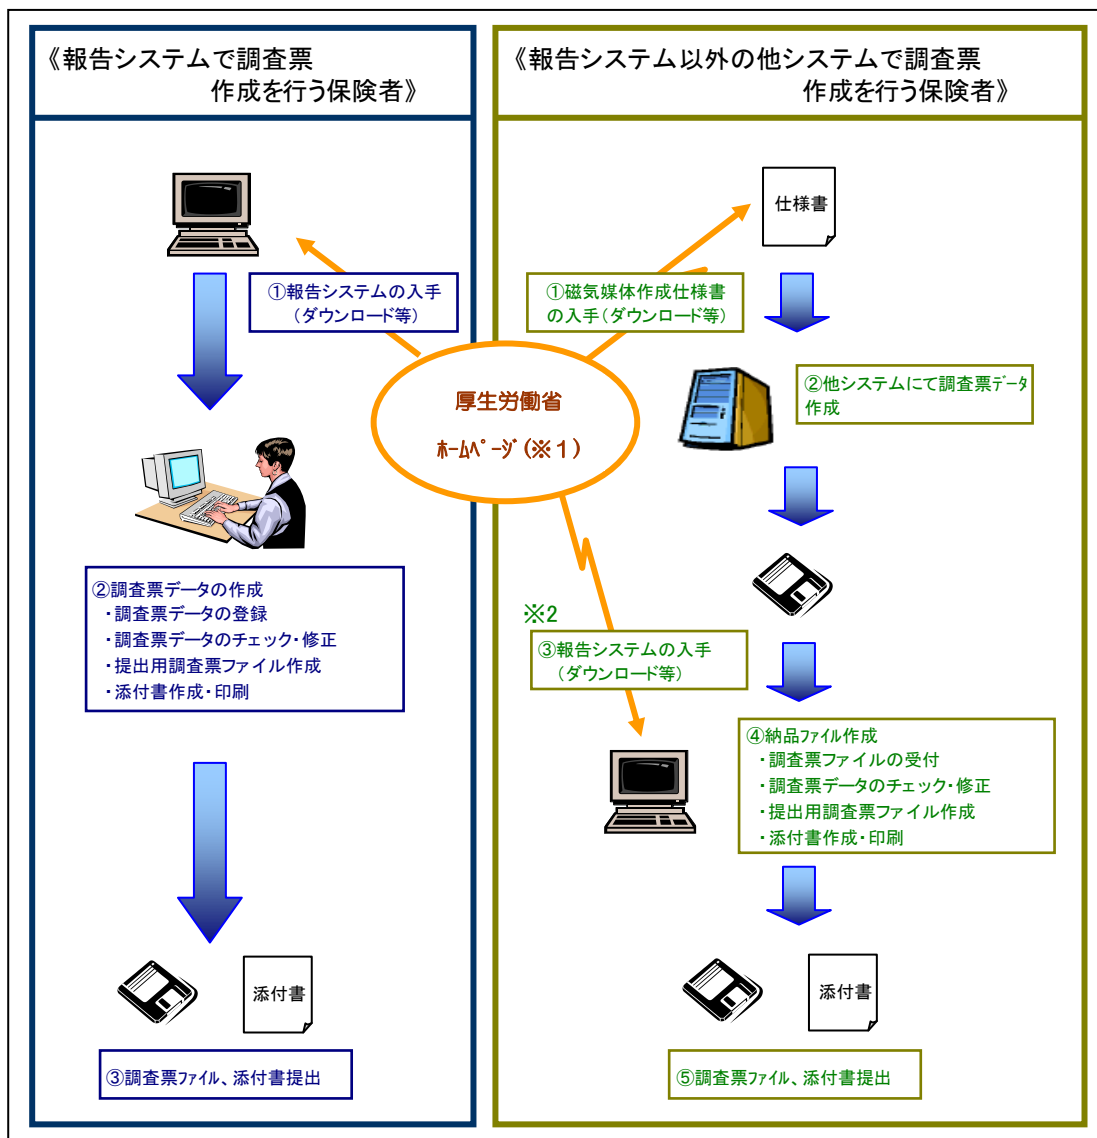 《報告システムで調査票
作成を行う保険者》
①報告システムの入手
（ダウンロード等）
②調査票データの作成
・調査票データの登録
・調査票データのチェック・修正
・提出用調査票ファイル作成
・添付書作成・印刷
添付書
③調査票ファイル、添付書提出
厚生労働省
ホームページ(※１)
《報告システム以外の他システムで調査票
作成を行う保険者》
仕様書
①磁気媒体作成仕様書
の入手（ダウンロード等）
②他システムにて調査票データ
作成
※2
③報告システムの入手
（ダウンロード等）
④納品ファイル作成
・調査票ファイルの受付
・調査票データのチェック・修正
・提出用調査票ファイル作成
・添付書作成・印刷
添付書
⑤調査票ファイル、添付書提出